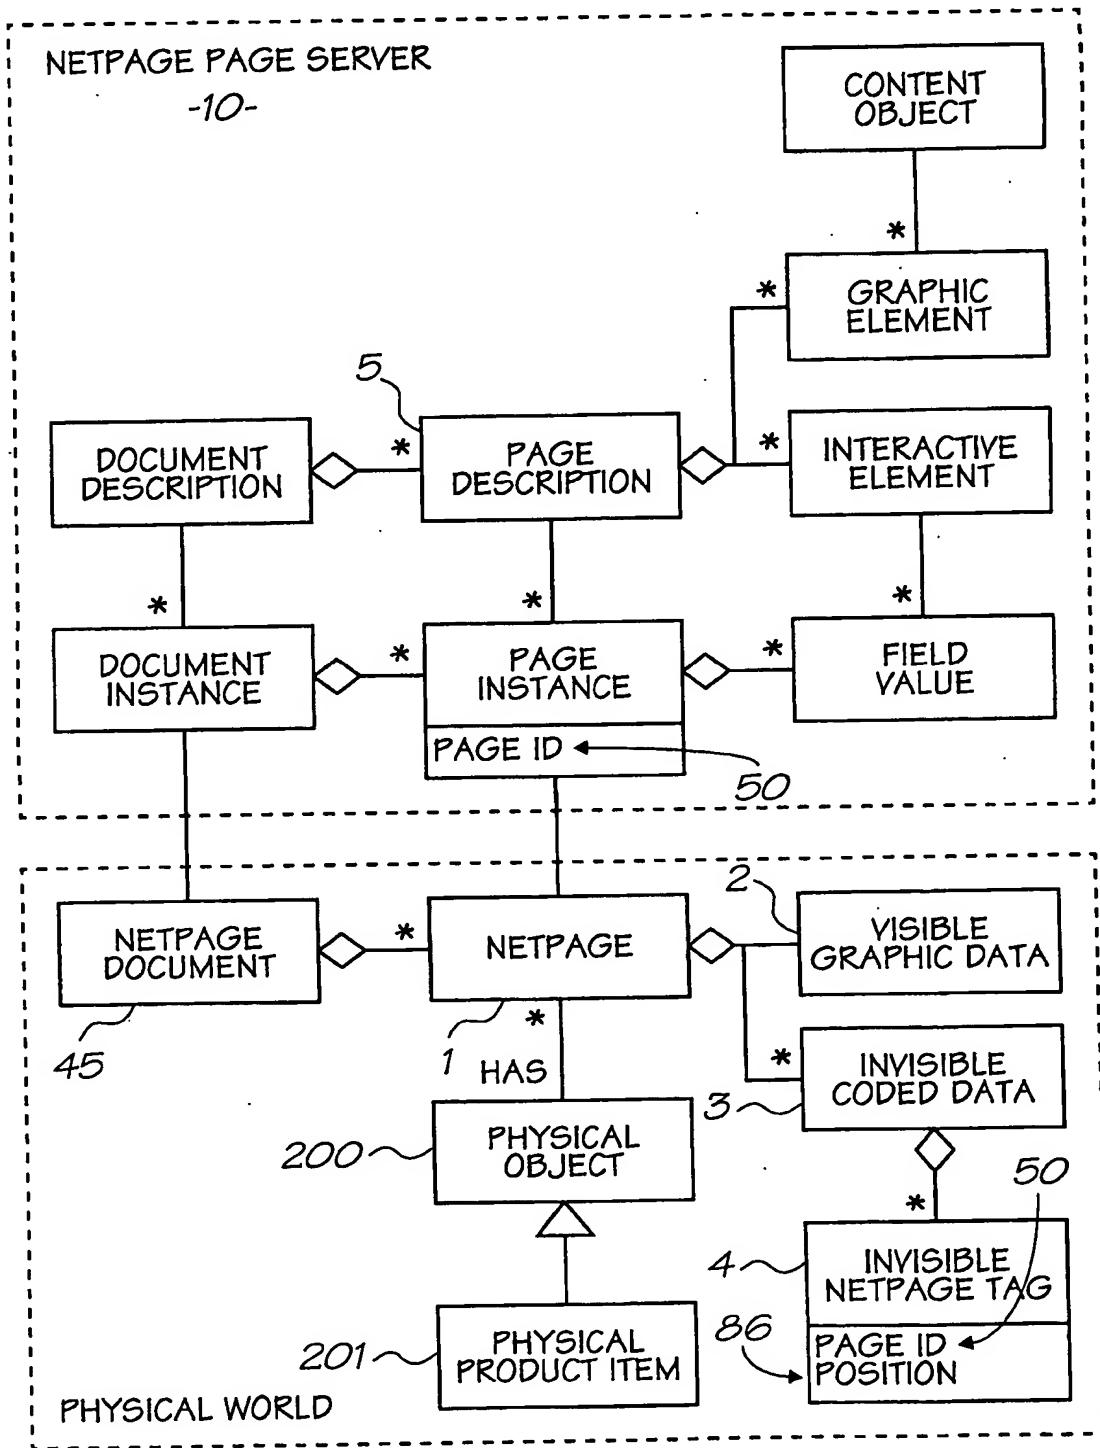 NETPAGE PAGE SERVER
-10-
CONTENT
OBJECT
*
GRAPHIC
ELEMENT
*
5
DOCUMENT
DESCRIPTION
*
PAGE
DESCRIPTION
*
INTERACTIVE
ELEMENT
*
*
*
DOCUMENT
INSTANCE
*
PAGE
INSTANCE
*
FIELD
VALUE
PAGE ID
50
NETPAGE
DOCUMENT
45
*
NETPAGE
1
*
HAS
2
VISIBLE
GRAPHIC DATA
*
INVISIBLE
CODED DATA
3
200
PHYSICAL
OBJECT
50
*
4
INVISIBLE
NETPAGE TAG
86
PAGE ID
POSITION
201
PHYSICAL
PRODUCT ITEM
PHYSICAL WORLD